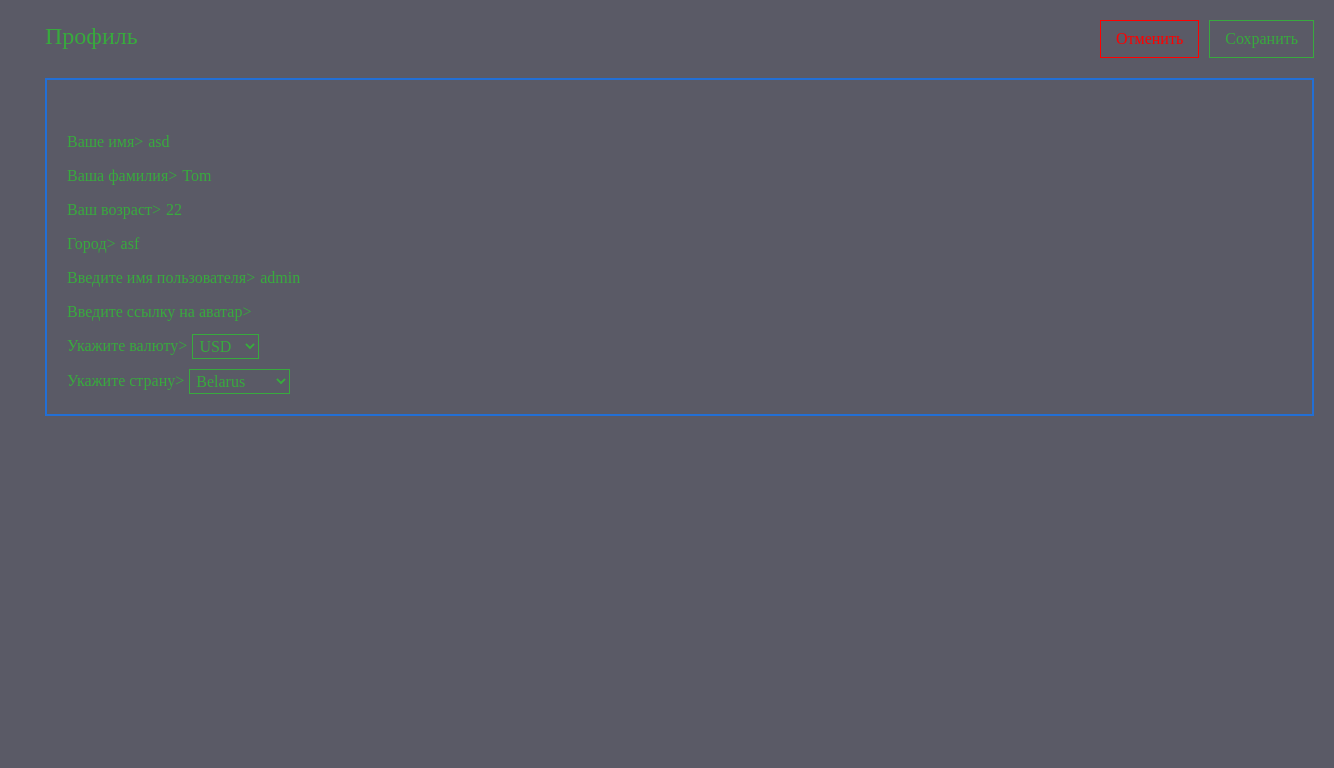 Профиль
Отменить
Сохранить
Ваше имя> asd
Ваша фамилия> Tom
Ваш возраст> 22
Город> asf
Введите имя пользователя> admin
Введите ссылку на аватар>
Укажите валюту> USD
Укажите страну> Belarus